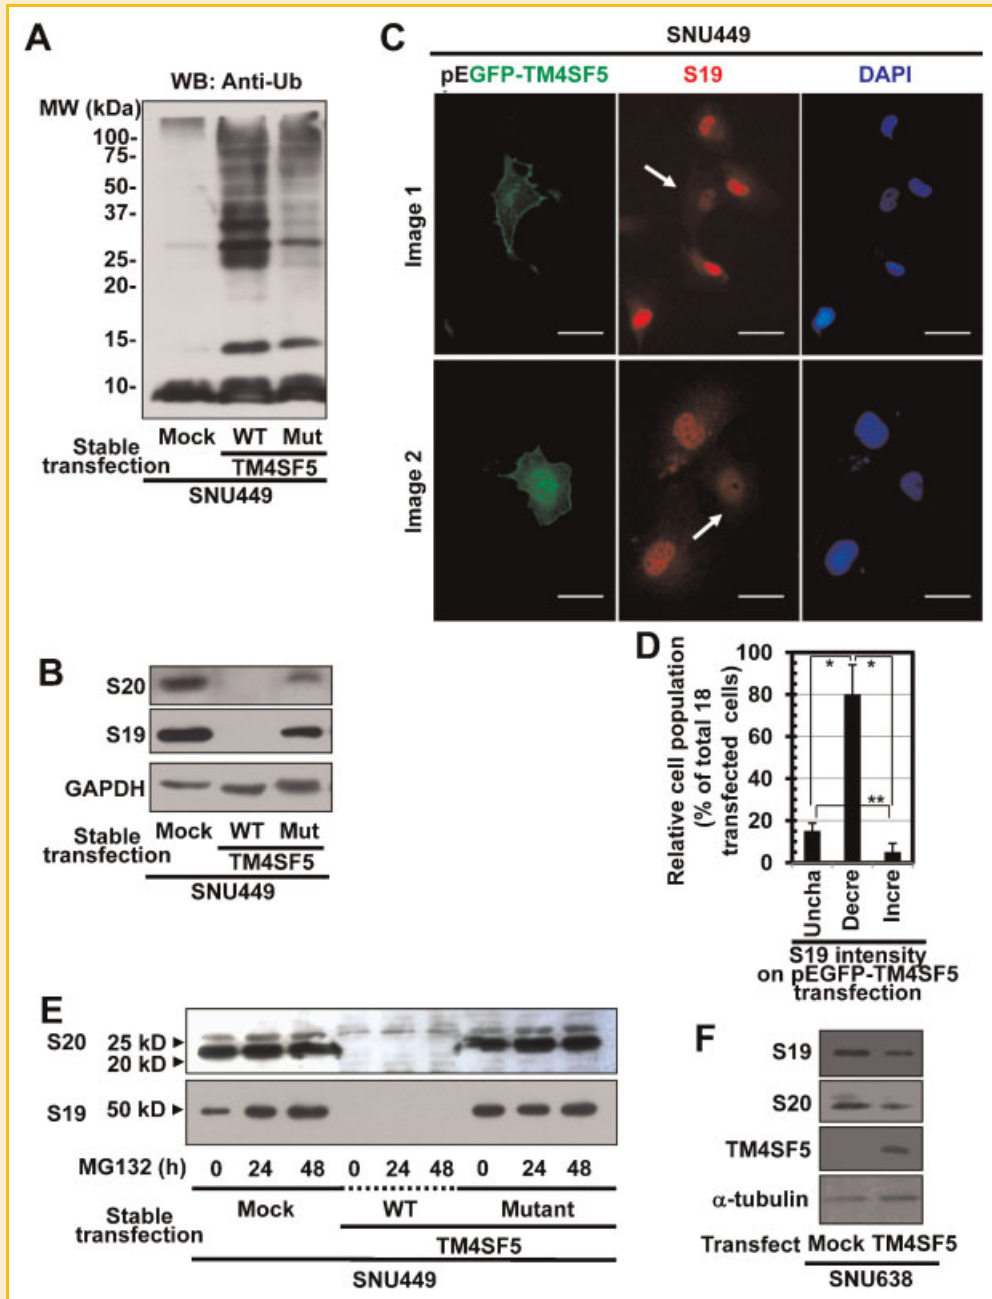 A
WB: Anti-Ub
MW (kDa)
100-
75-
50-
37-
25-
20-
15-
10-
Mock WT Mut
Stable transfection
TM4SF5
SNU449
C
SNU449
pEGFP-TM4SF5 S19 DAPI
Image 1
Image 2
B
S20
S19
GAPDH
Mock WT Mut
Stable transfection
TM4SF5
SNU449
D
Relative cell population
(% of total 18
transfected cells)
100
80
60
40
20
0
* *
**
Uncha Decre Incre
S19 intensity
on pEGFP-TM4SF5
transfection
E
S20 25 kD
20 kD
S19 50 kD
MG132 (h) 0 24 48 0 24 48 0 24 48
Stable transfection
Mock WT Mutant
TM4SF5
SNU449
F
S19
S20
TM4SF5
α-tubulin
Transfect Mock TM4SF5
SNU638